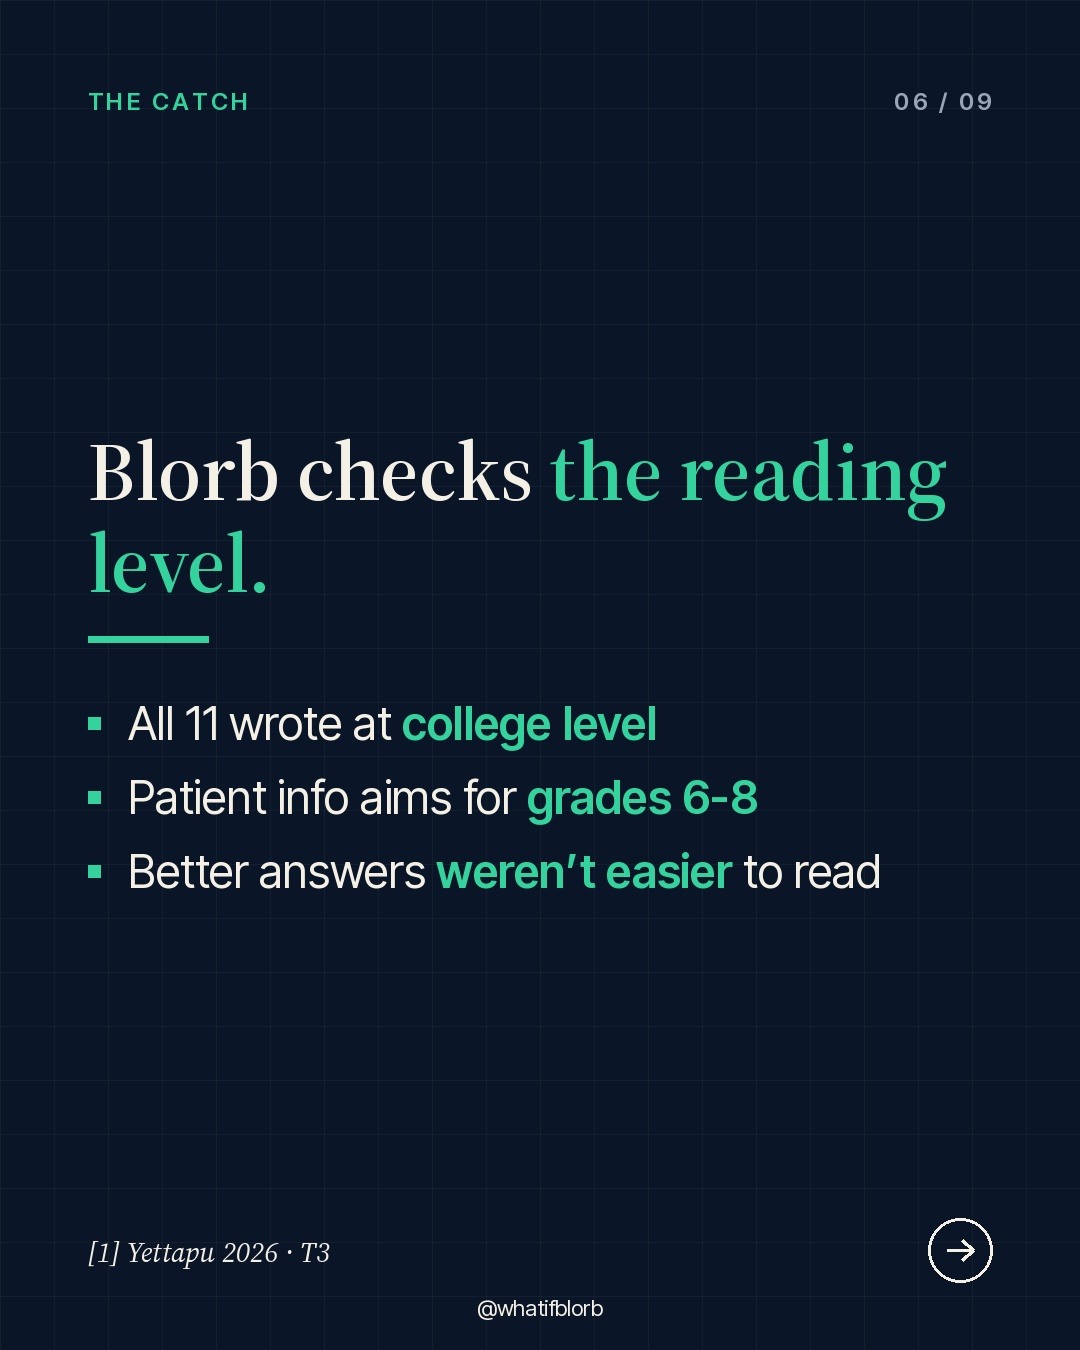 THE CATCH
06 / 09
Blorb checks the reading
level.
All 11 wrote at college level
Patient info aims for grades 6-8
Better answers weren’t easier to read
[1] Yettapu 2026 · T3
@whatifblorb